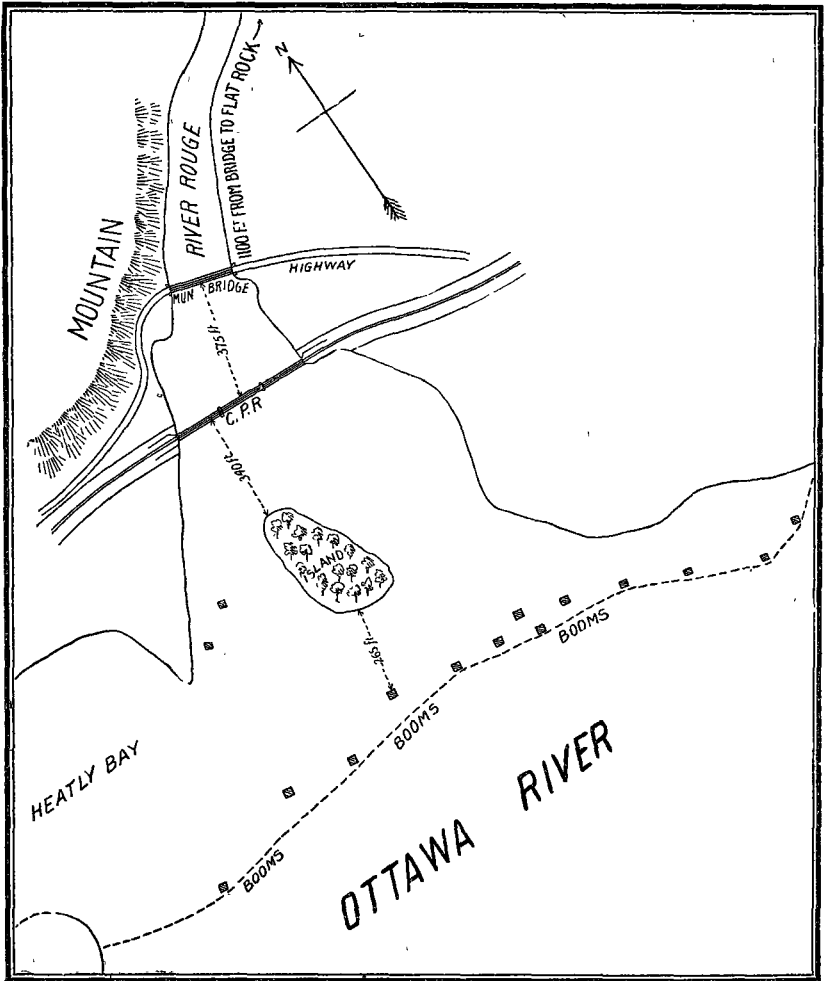 N
1100 FT FROM BRIDGE TO FLAT ROCK
RIVER ROUGE
MOUNTAIN
HIGHWAY
MUN BRIDGE
375 ft
C.P.R
340 ft.
ISLAND
265 ft
BOOMS
BOOMS
BOOMS
HEATLY BAY
OTTAWA RIVER